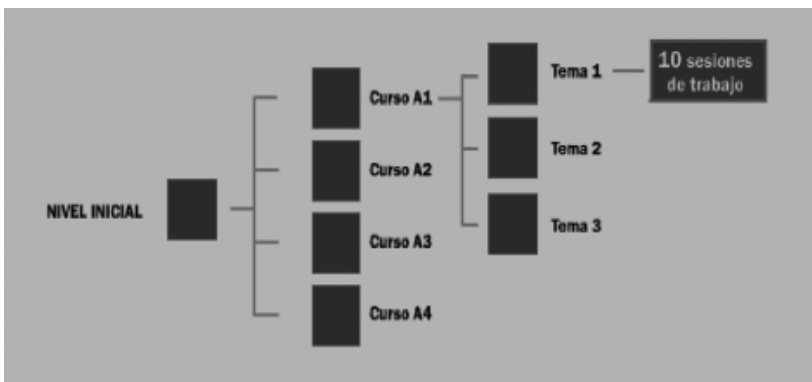 NIVEL INICIAL
Curso A1
Curso A2
Curso A3
Curso A4
Tema 1
Tema 2
Tema 3
10 sesiones
de trabajo